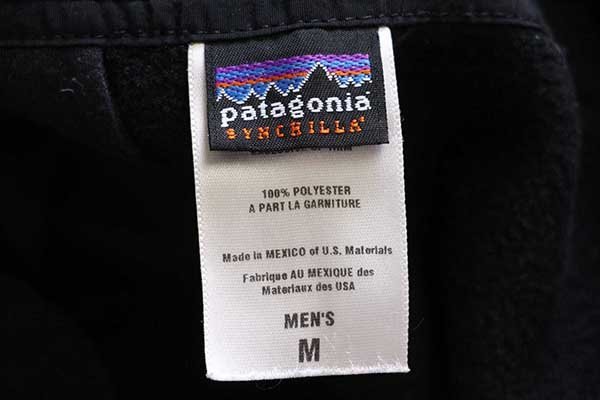 patagonia
SYNCHILLA
100% POLYESTER
A PART LA GARNITURE
Made in MEXICO of U.S. Materials
Fabrique AU MEXIQUE des
Materiaux des USA
MEN'S
M